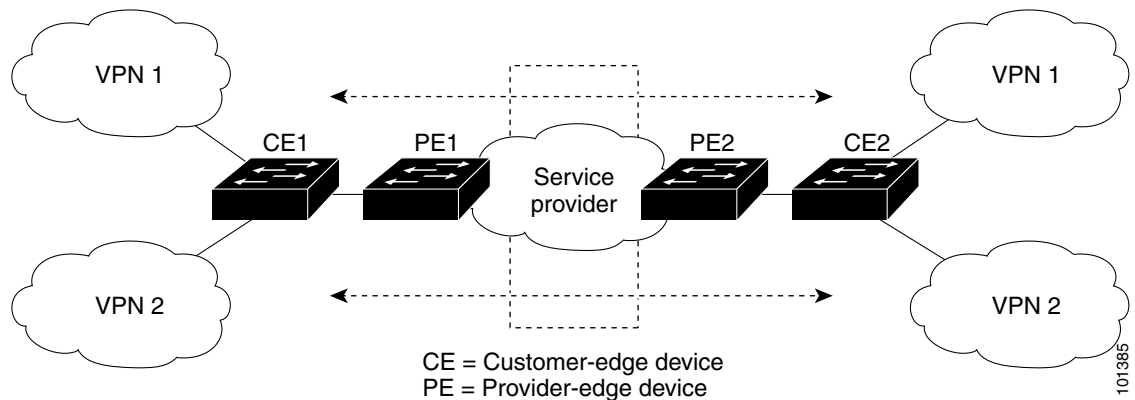 VPN 1
VPN 1
CE1
PE1
PE2
CE2
Service
provider
VPN 2
VPN 2
CE = Customer-edge device
PE = Provider-edge device
101385